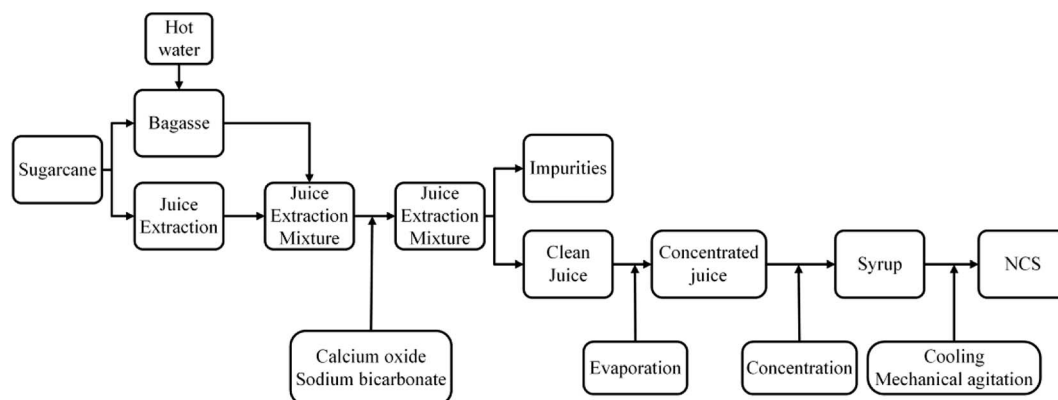 Hot
water
Bagasse
Sugarcane
Juice
Extraction
Juice
Extraction
Mixture
Juice
Extraction
Mixture
Impurities
Clean
Juice
Concentrated
juice
Syrup
NCS
Calcium oxide
Sodium bicarbonate
Evaporation
Concentration
Cooling
Mechanical agitation